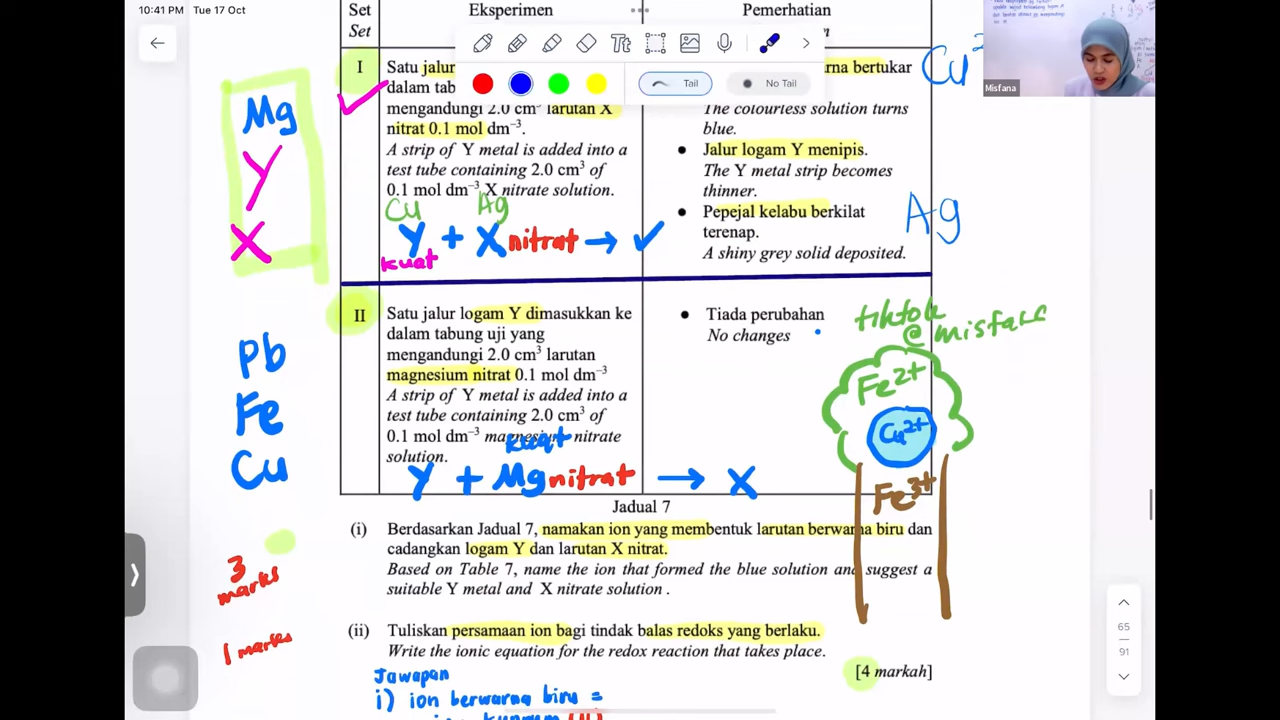 10:41 PM Tue 17 Oct
Set
Set
Eksperimen
Pemerhatian
Tt
Tail
No Tail
Misfana
Mg
Y
X
I
Satu jalur
dalam tab
mengandungi 2.0 cm³ larutan X
nitrat 0.1 mol dm⁻³.
A strip of Y metal is added into a
test tube containing 2.0 cm³ of
0.1 mol dm⁻³ X nitrate solution.
Cu Ag
Y + X nitrat → ✓
kuat
rna bertukar
The colourless solution turns
blue.
● Jalur logam Y menipis.
The Y metal strip becomes
thinner.
● Pepejal kelabu berkilat
terenap.
A shiny grey solid deposited.
Cu²
Ag
II
Satu jalur logam Y dimasukkan ke
dalam tabung uji yang
mengandungi 2.0 cm³ larutan
magnesium nitrat 0.1 mol dm⁻³
A strip of Y metal is added into a
test tube containing 2.0 cm³ of
0.1 mol dm⁻³ magnesium nitrate
solution.
kuat
Y + Mg nitrat → X
● Tiada perubahan
No changes
tiktok
Fe²⁺
Cu²⁺
Fe³⁺
Pb
Fe
Cu
Jadual 7
(i) Berdasarkan Jadual 7, namakan ion yang membentuk larutan berwarna biru dan
cadangkan logam Y dan larutan X nitrat.
Based on Table 7, name the ion that formed the blue solution and suggest a
suitable Y metal and X nitrate solution .
3
marks
(ii) Tuliskan persamaan ion bagi tindak balas redoks yang berlaku.
Write the ionic equation for the redox reaction that takes place.
1 marks
[4 markah]
Jawapan
i) ion berwarna biru =
65
91